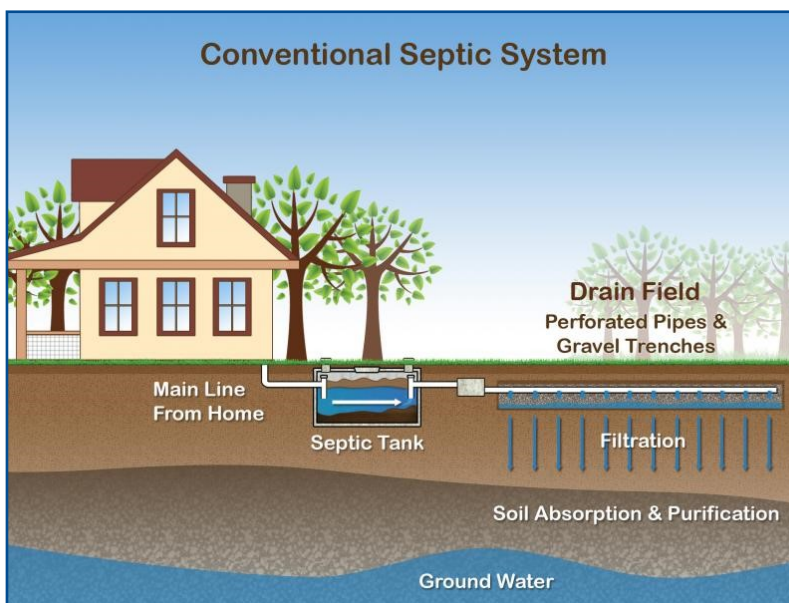 Conventional Septic System
Drain Field
Perforated Pipes &
Gravel Trenches
Main Line
From Home
Septic Tank
Filtration
Soil Absorption & Purification
Ground Water